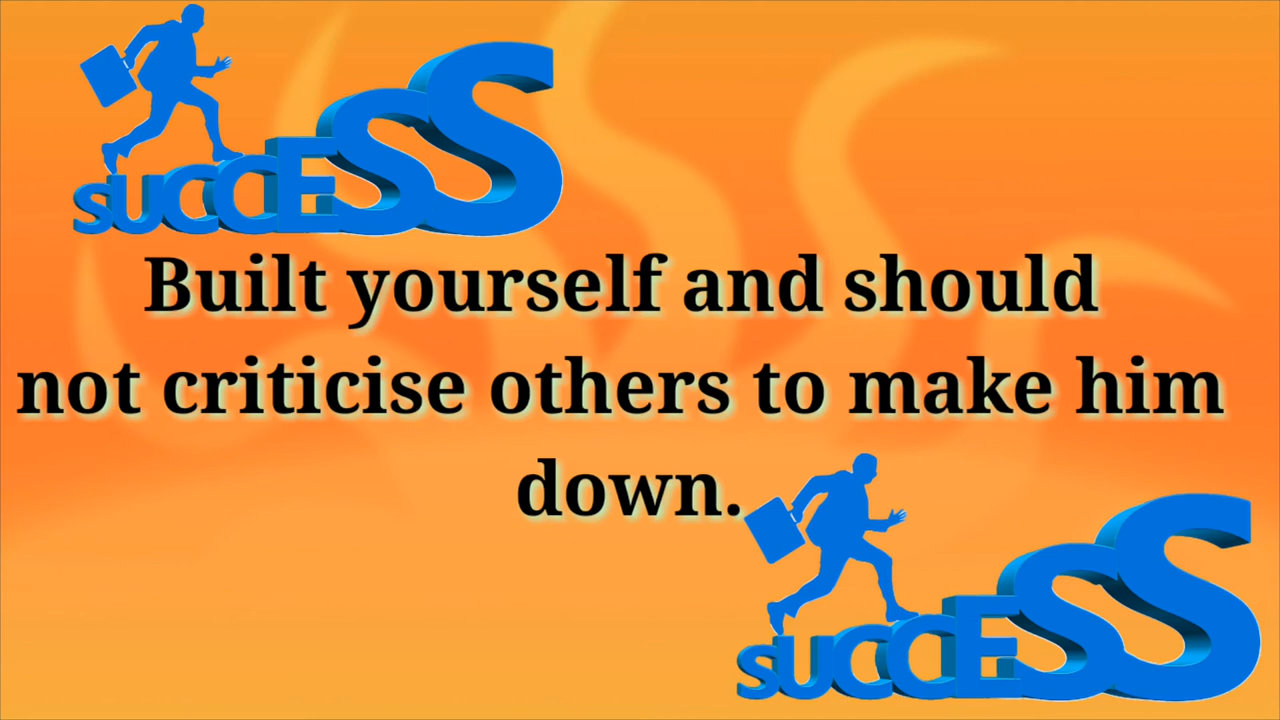 SUCCESS
Built yourself and should
not criticise others to make him
down.
SUCCESS